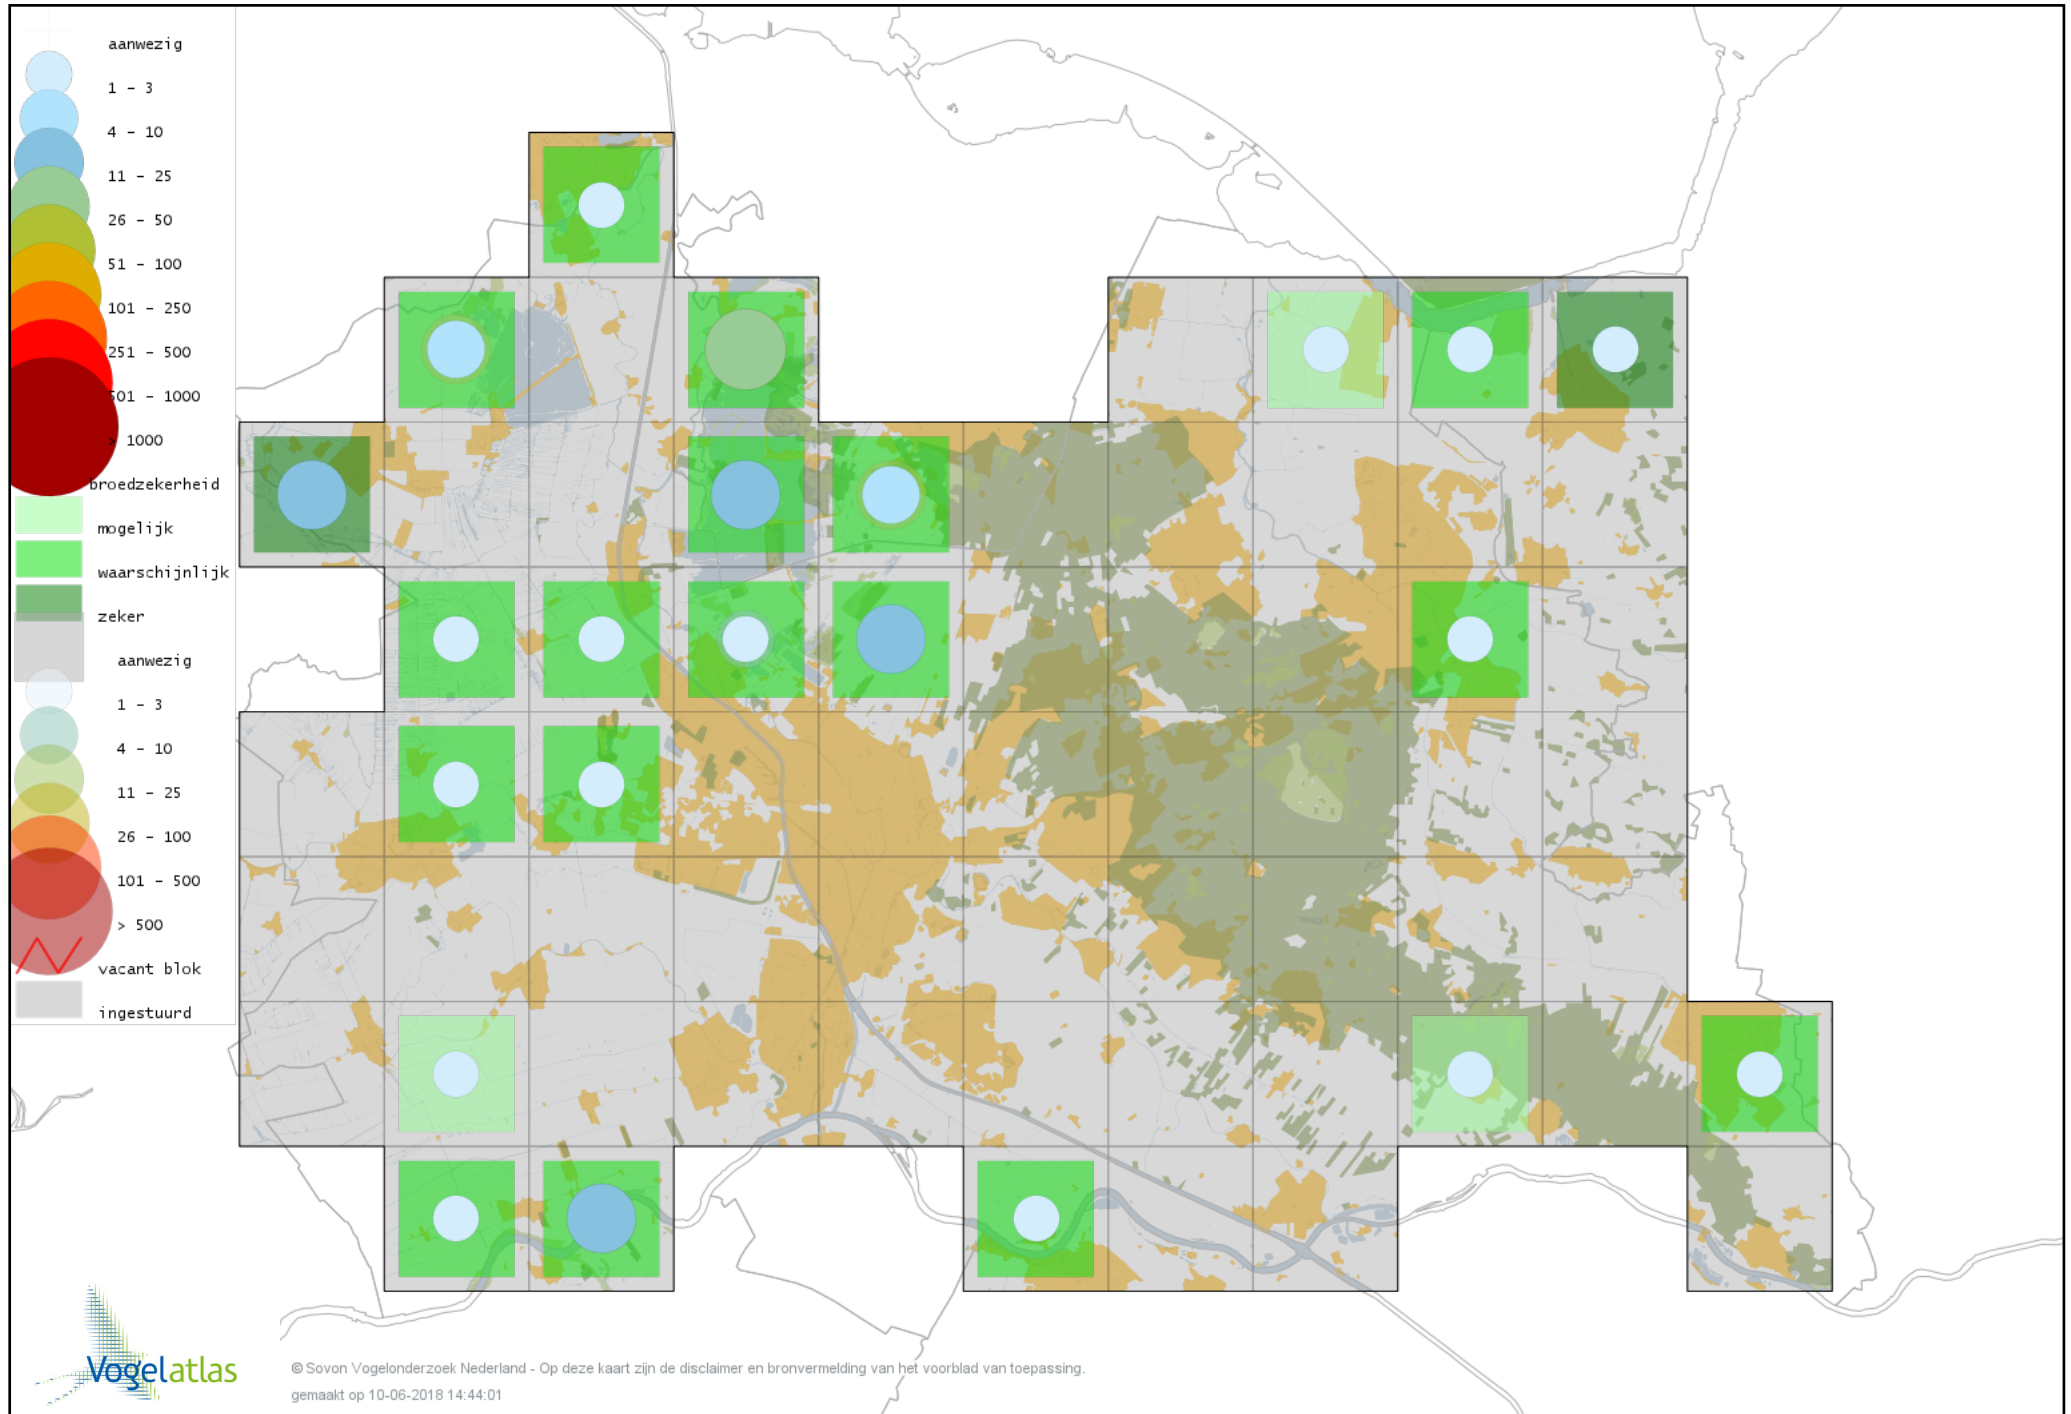 aanwezig
1 - 3
4 - 10
11 - 25
26 - 50
51 - 100
101 - 250
251 - 500
501 - 1000
> 1000
broedzekerheid
mogelijk
waarschijnlijk
zeker
aanwezig
1 - 3
4 - 10
11 - 25
26 - 100
101 - 500
> 500
vacant blok
ingestuurd
Vogelatlas
© Sovon Vogelonderzoek Nederland - Op deze kaart zijn de disclaimer en bronvermelding van het voorblad van toepassing.
gemaakt op 10-06-2018 14:44:01